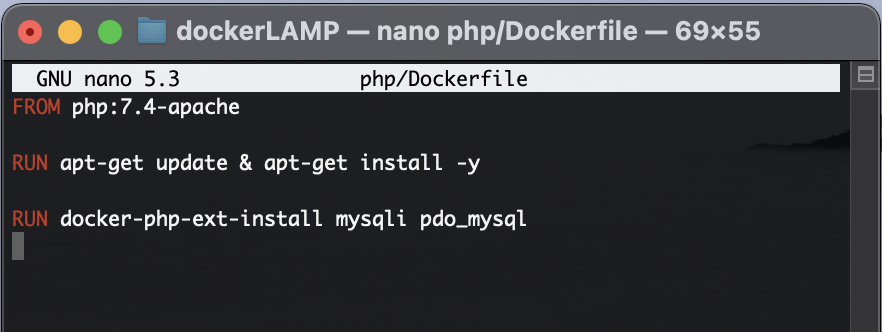 dockerLAMP — nano php/Dockerfile — 69×55
GNU nano 5.3 php/Dockerfile
FROM php:7.4-apache
RUN apt-get update & apt-get install -y
RUN docker-php-ext-install mysqli pdo_mysql